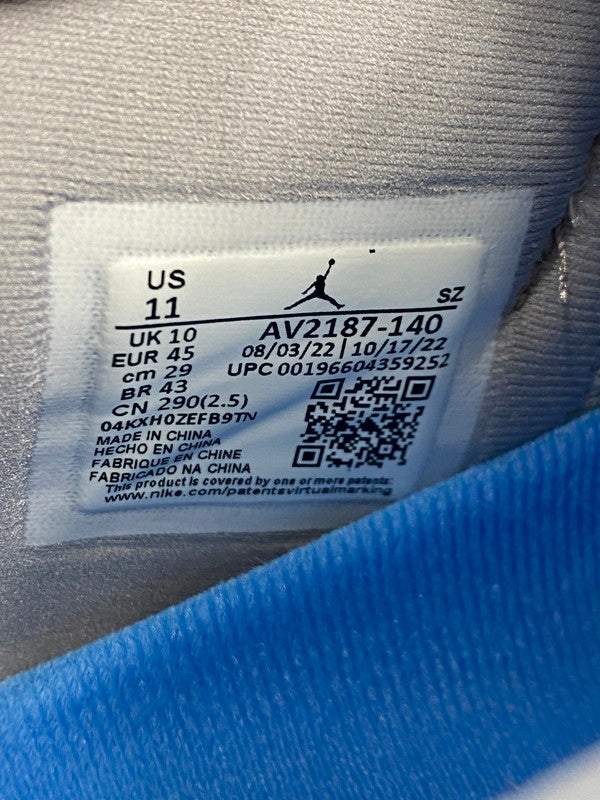 US
11
SZ
UK 10
EUR 45
cm 29
BR 43
CN 290(2.5)
AV2187-140
08/03/22 | 10/17/22
UPC 00196604359252
04KXH0ZEFB9TN
MADE IN CHINA
HECHO EN CHINA
FABRIQUE EN CHINE
FABRICADO NA CHINA
This product is covered by one or more patents:
www.nike.com/patentsvirtualmarking